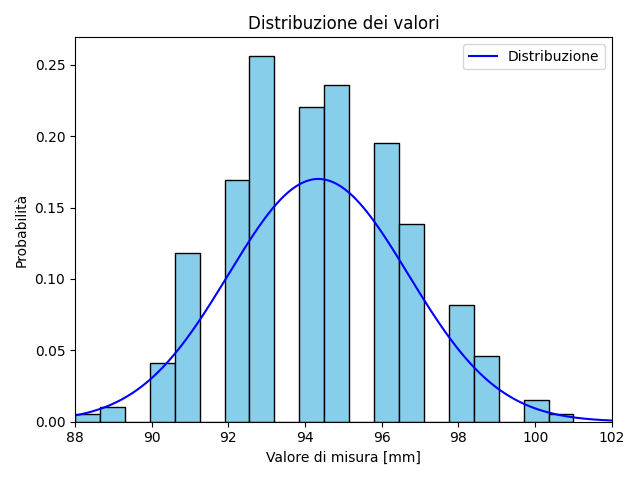 Distribuzione dei valori
Distribuzione
Probabilità
0.25
0.20
0.15
0.10
0.05
0.00
88 90 92 94 96 98 100 102
Valore di misura [mm]